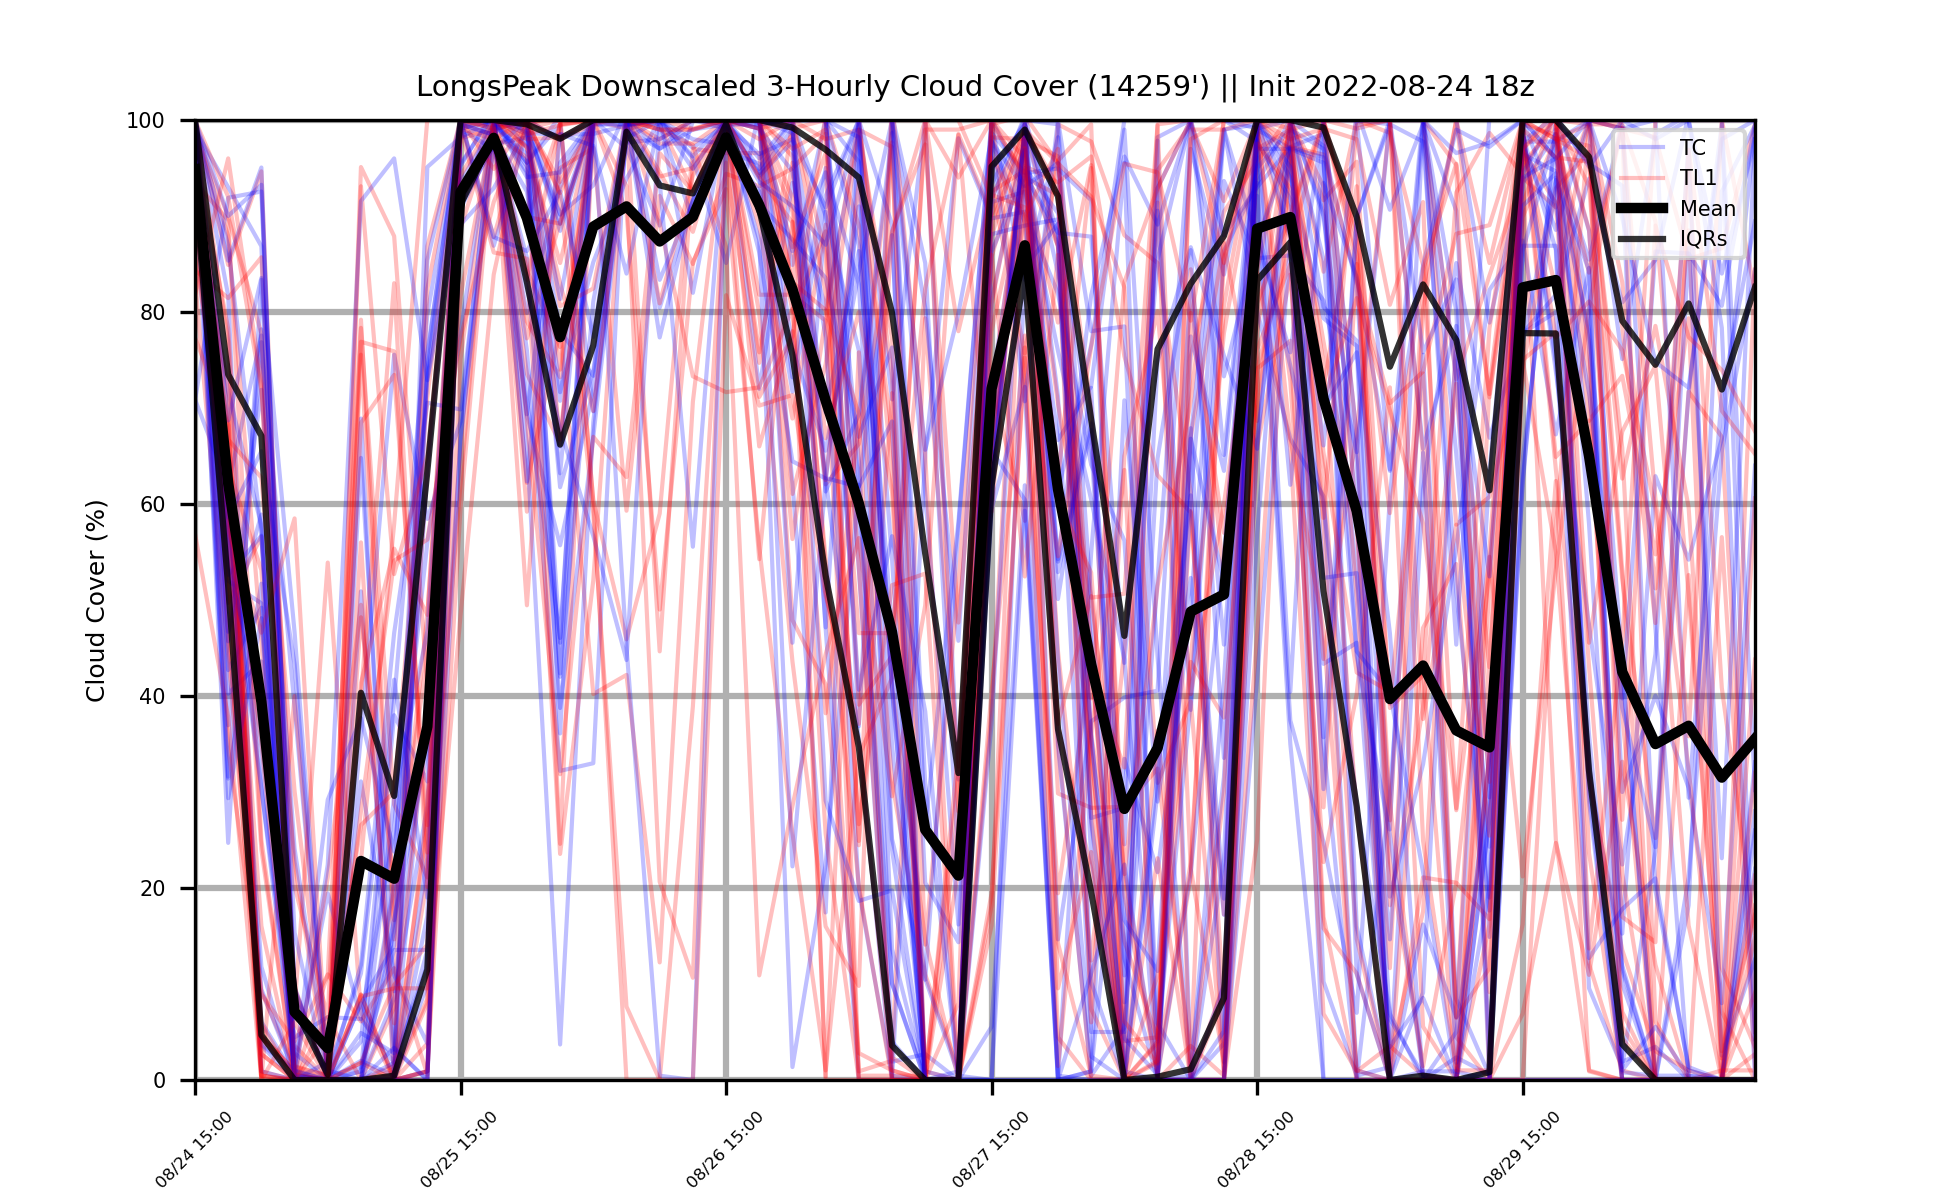 LongsPeak Downscaled 3-Hourly Cloud Cover (14259') || Init 2022-08-24 18z
100
80
60
40
20
0
Cloud Cover (%)
TC
TL1
Mean
IQRs
08/24 15:00
08/25 15:00
08/26 15:00
08/27 15:00
08/28 15:00
08/29 15:00